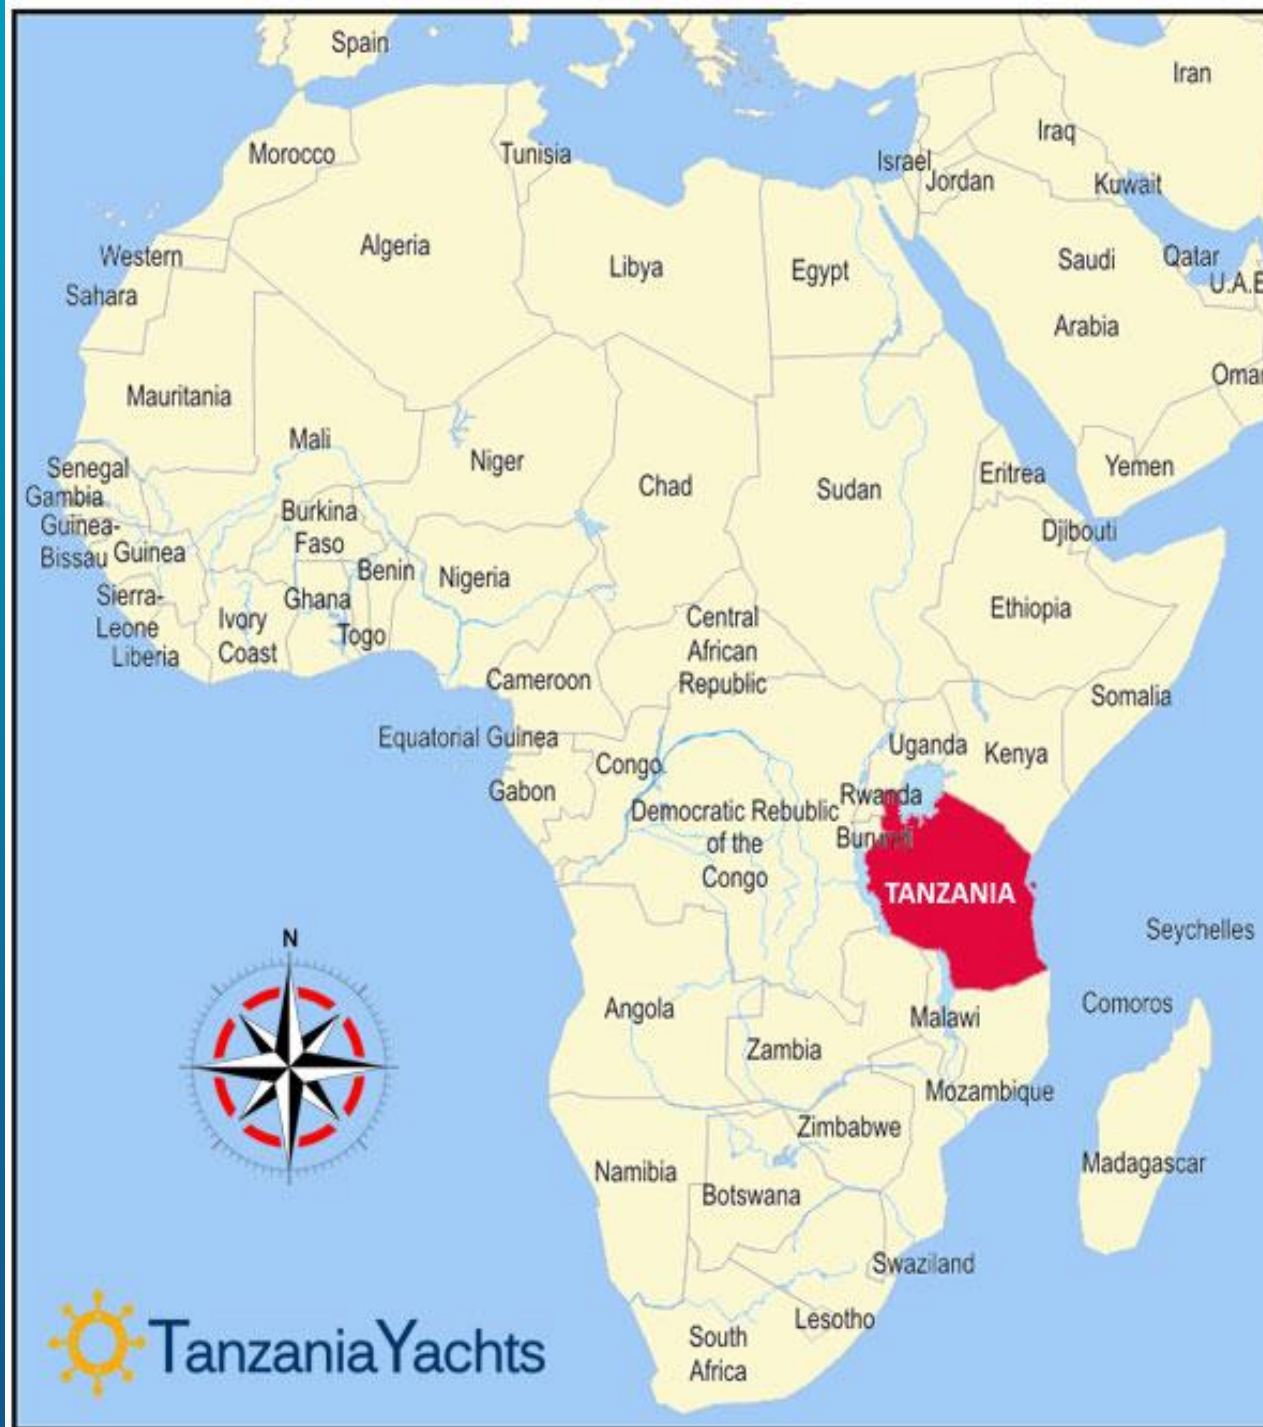 Spain
Iran
Iraq
Morocco
Tunisia
Israel
Jordan
Kuwait
Western
Sahara
Algeria
Libya
Egypt
Saudi
Arabia
Qatar
U.A.E
Oman
Mauritania
Mali
Niger
Chad
Sudan
Eritrea
Yemen
Senegal
Gambia
Guinea-
Bissau
Guinea
Burkina
Faso
Benin
Nigeria
Djibouti
Sierra-
Leone
Liberia
Ivory
Coast
Ghana
Togo
Central
African
Republic
Ethiopia
Cameroon
Somalia
Equatorial Guinea
Congo
Gabon
Uganda
Kenya
Rwanda
Burundi
Democratic Rebublic
of the
Congo
TANZANIA
Seychelles
N
Angola
Zambia
Malawi
Comoros
Mozambique
Zimbabwe
Namibia
Botswana
Madagascar
Swaziland
Lesotho
South
Africa
TanzaniaYachts